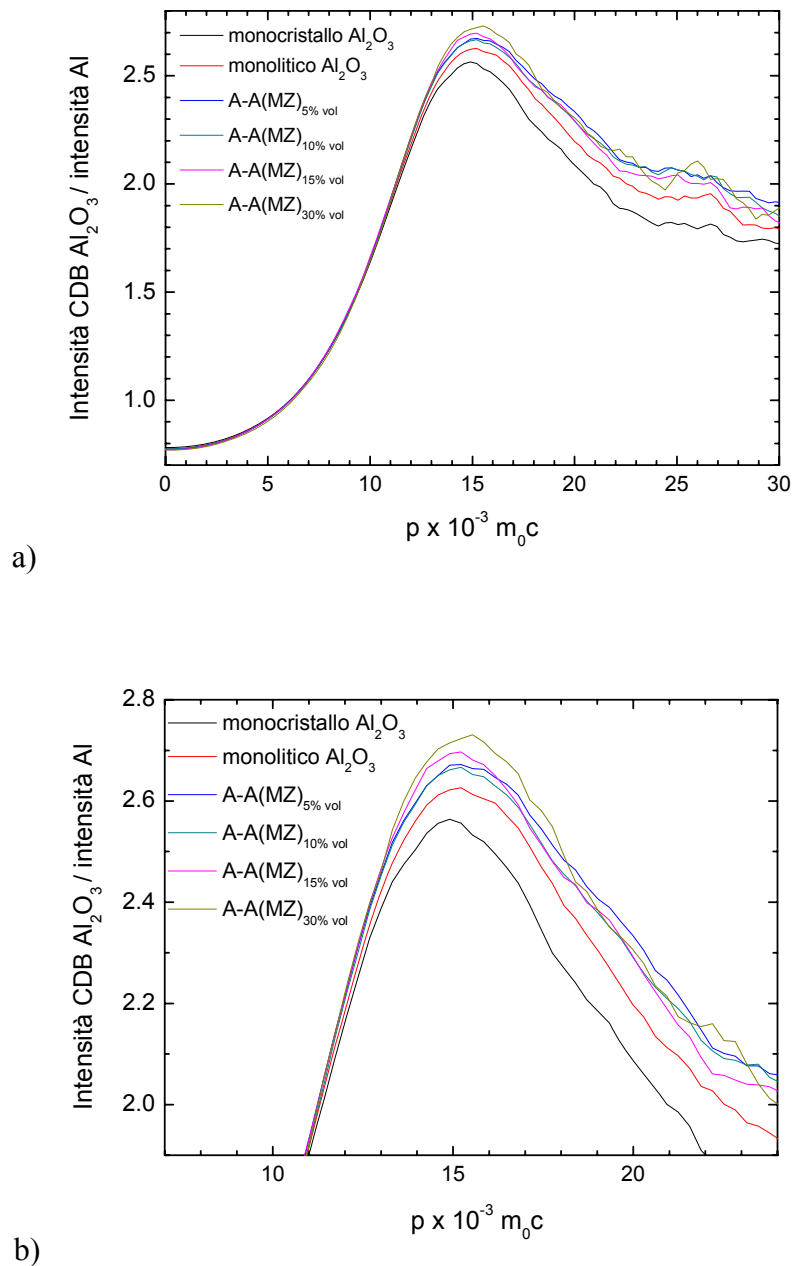 monocristallo Al₂O₃
monolitico Al₂O₃
A-A(MZ)₅% vol
A-A(MZ)₁₀% vol
A-A(MZ)₁₅% vol
A-A(MZ)₃₀% vol
2.5
2.0
1.5
1.0
Intensità CDB Al₂O₃ / intensità Al
0 5 10 15 20 25 30
p x 10⁻³ m₀c
a)
monocristallo Al₂O₃
monolitico Al₂O₃
A-A(MZ)₅% vol
A-A(MZ)₁₀% vol
A-A(MZ)₁₅% vol
A-A(MZ)₃₀% vol
2.8
2.6
2.4
2.2
2.0
Intensità CDB Al₂O₃ / intensità Al
10 15 20
p x 10⁻³ m₀c
b)